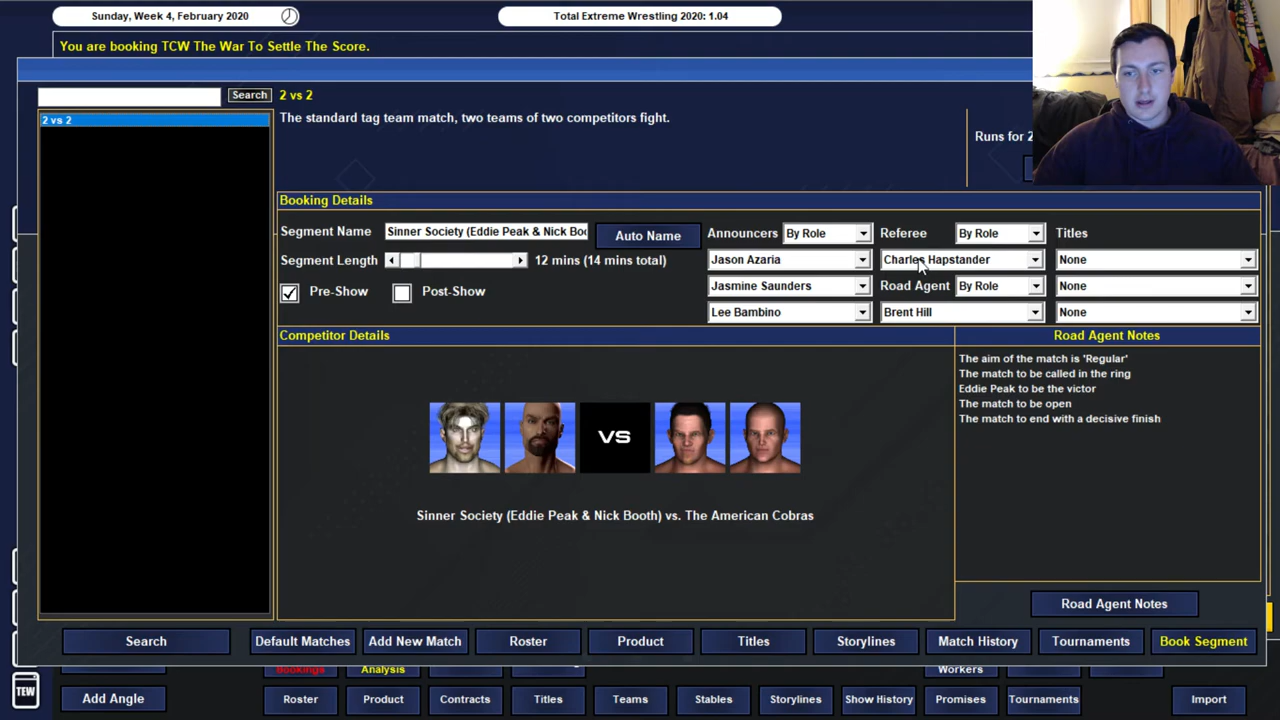 Sunday, Week 4, February 2020
Total Extreme Wrestling 2020: 1.04
You are booking TCW The War To Settle The Score.
Search
2 vs 2
2 vs 2
The standard tag team match, two teams of two competitors fight.
Runs for 2
Booking Details
Segment Name
Sinner Society (Eddie Peak & Nick Boo
Auto Name
Announcers
By Role
Referee
By Role
Titles
Segment Length
12 mins (14 mins total)
Jason Azaria
Charles Hapstander
None
Pre-Show
Post-Show
Jasmine Saunders
Road Agent
By Role
None
Lee Bambino
Brent Hill
None
Competitor Details
Road Agent Notes
The aim of the match is 'Regular'
The match to be called in the ring
Eddie Peak to be the victor
The match to be open
The match to end with a decisive finish
VS
Sinner Society (Eddie Peak & Nick Booth) vs. The American Cobras
Road Agent Notes
Search
Default Matches
Add New Match
Roster
Product
Titles
Storylines
Match History
Tournaments
Book Segment
Bookings
Analysis
Workers
TEW
Add Angle
Roster
Product
Contracts
Titles
Teams
Stables
Storylines
Show History
Promises
Tournaments
Import